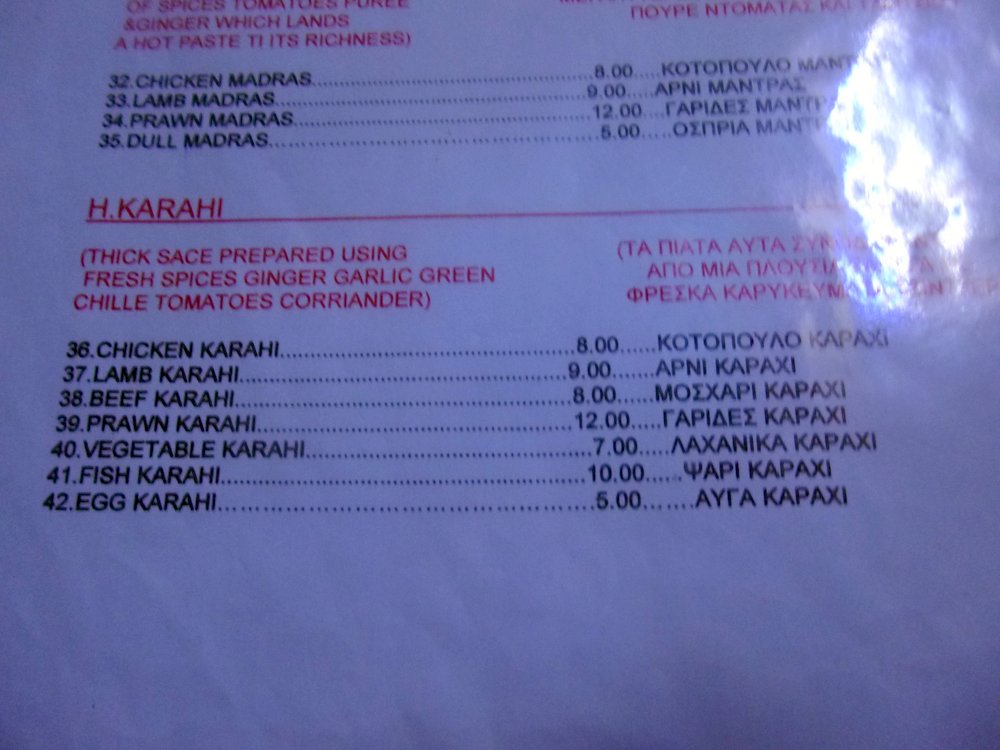 OF SPICES TOMATOES PUREE
&GINGER WHICH LANDS
A HOT PASTE TI ITS RICHNESS)
ΠΟΥΡΕ ΝΤΟΜΑΤΑΣ ΚΑΙ
32.CHICKEN MADRAS..............................8.00.....ΚΟΤΟΠΟΥΛΟ
33.LAMB MADRAS..............................9.00.....ΑΡΝΙ ΜΑΝΤΡΑΣ
34.PRAWN MADRAS..............................12.00....ΓΑΡΙΔΕΣ
35.DULL MADRAS..............................5.00.....ΟΣΠΡΙΑ
H.KARAHI
(THICK SACE PREPARED USING
FRESH SPICES GINGER GARLIC GREEN
CHILLE TOMATOES CORRIANDER)
(ΤΑ ΠΙΑΤΑ ΑΥΤΑ
ΑΠΟ ΜΙΑ
ΦΡΕΣΚΑ
36.CHICKEN KARAHI..............................8.00......ΚΟΤΟΠΟΥΛΟ ΚΑΡΑΧΙ
37.LAMB KARAHI..............................9.00.......ΑΡΝΙ ΚΑΡΑΧΙ
38.BEEF KARAHI..............................8.00......ΜΟΣΧΑΡΙ ΚΑΡΑΧΙ
39.PRAWN KARAHI..............................12.00.....ΓΑΡΙΔΕΣ ΚΑΡΑΧΙ
40.VEGETABLE KARAHI..............................7.00.....ΛΑΧΑΝΙΚΑ ΚΑΡΑΧΙ
41.FISH KARAHI..............................10.00......ΨΑΡΙ ΚΑΡΑΧΙ
42.EGG KARAHI..............................5.00.......ΑΥΓΑ ΚΑΡΑΧΙ